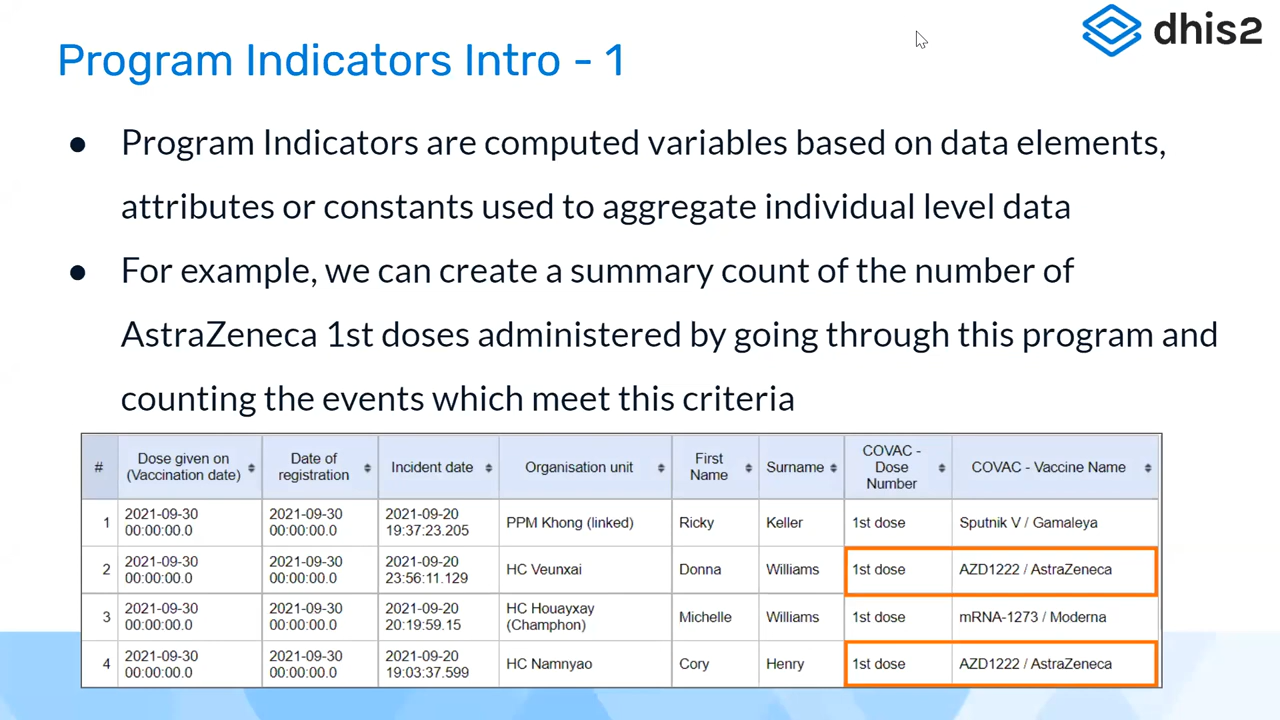 dhis2
Program Indicators Intro - 1
● Program Indicators are computed variables based on data elements,
attributes or constants used to aggregate individual level data
● For example, we can create a summary count of the number of
AstraZeneca 1st doses administered by going through this program and
counting the events which meet this criteria
# Dose given on (Vaccination date) Date of registration Incident date Organisation unit First Name Surname COVAC - Dose Number COVAC - Vaccine Name
1 2021-09-30 00:00:00.0 2021-09-30 00:00:00.0 2021-09-20 19:37:23.205 PPM Khong (linked) Ricky Keller 1st dose Sputnik V / Gamaleya
2 2021-09-30 00:00:00.0 2021-09-30 00:00:00.0 2021-09-20 23:56:11.129 HC Veunxai Donna Williams 1st dose AZD1222 / AstraZeneca
3 2021-09-30 00:00:00.0 2021-09-30 00:00:00.0 2021-09-20 20:19:59.15 HC Houayxay (Champhon) Michelle Williams 1st dose mRNA-1273 / Moderna
4 2021-09-30 00:00:00.0 2021-09-30 00:00:00.0 2021-09-20 19:03:37.599 HC Namnyao Cory Henry 1st dose AZD1222 / AstraZeneca